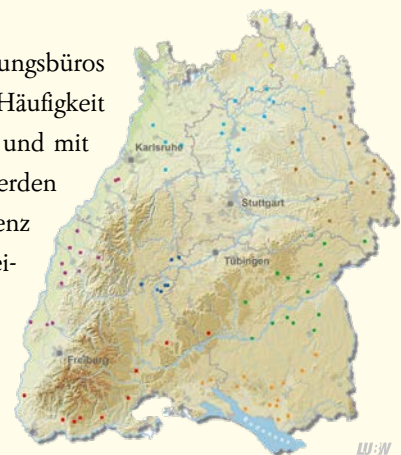 ungsbüros
Häufigkeit
und mit
erden
enz
ei-
Karlsruhe
Stuttgart
Tübingen
Freiburg
LUBW